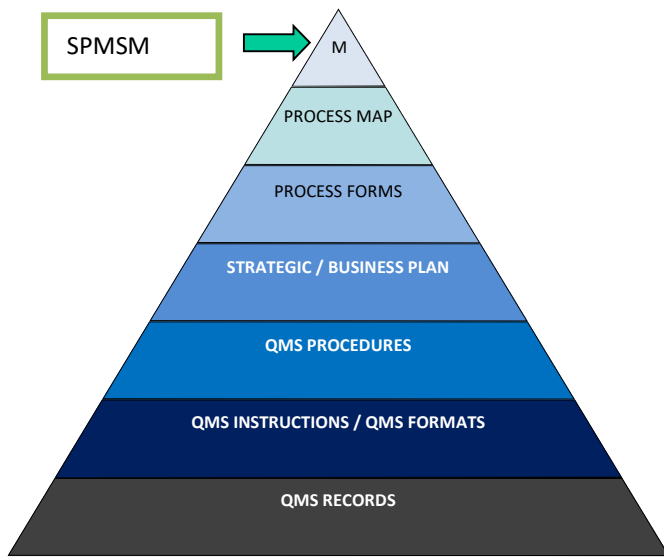 SPMSM
M
PROCESS MAP
PROCESS FORMS
STRATEGIC / BUSINESS PLAN
QMS PROCEDURES
QMS INSTRUCTIONS / QMS FORMATS
QMS RECORDS